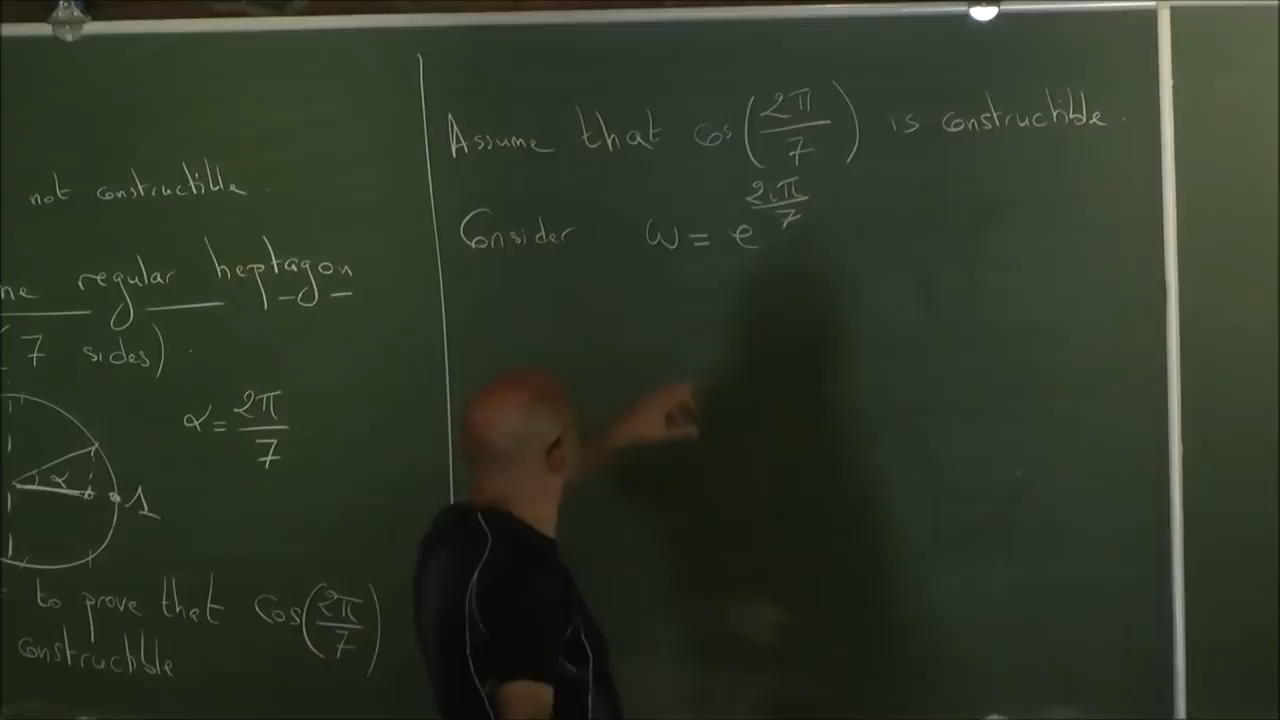 not constructible.
ne regular heptagon
(7 sides).
α = 2π/7
α
1
to prove that cos(2π/7)
constructible
Assume that cos(2π/7) is constructible.
Consider ω = e^(2iπ/7)